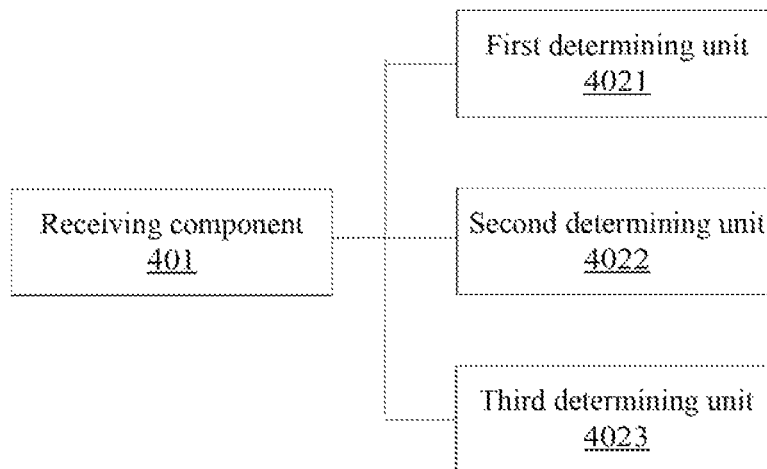 First determining unit
4021
Receiving component
401
Second determining unit
4022
Third determining unit
4023